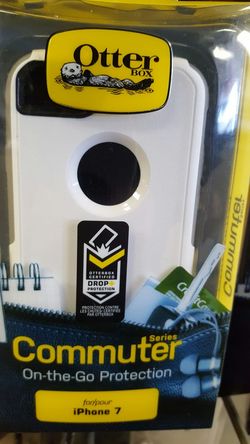 Otter
BOX
OTTERBOX
CERTIFIED
DROP+
PROTECTION
PROTECTION CONTRE
LES CHUTES CERTIFIÉE
PAR OTTERBOX
Commuter
Series
On-the-Go Protection
for/pour
iPhone 7